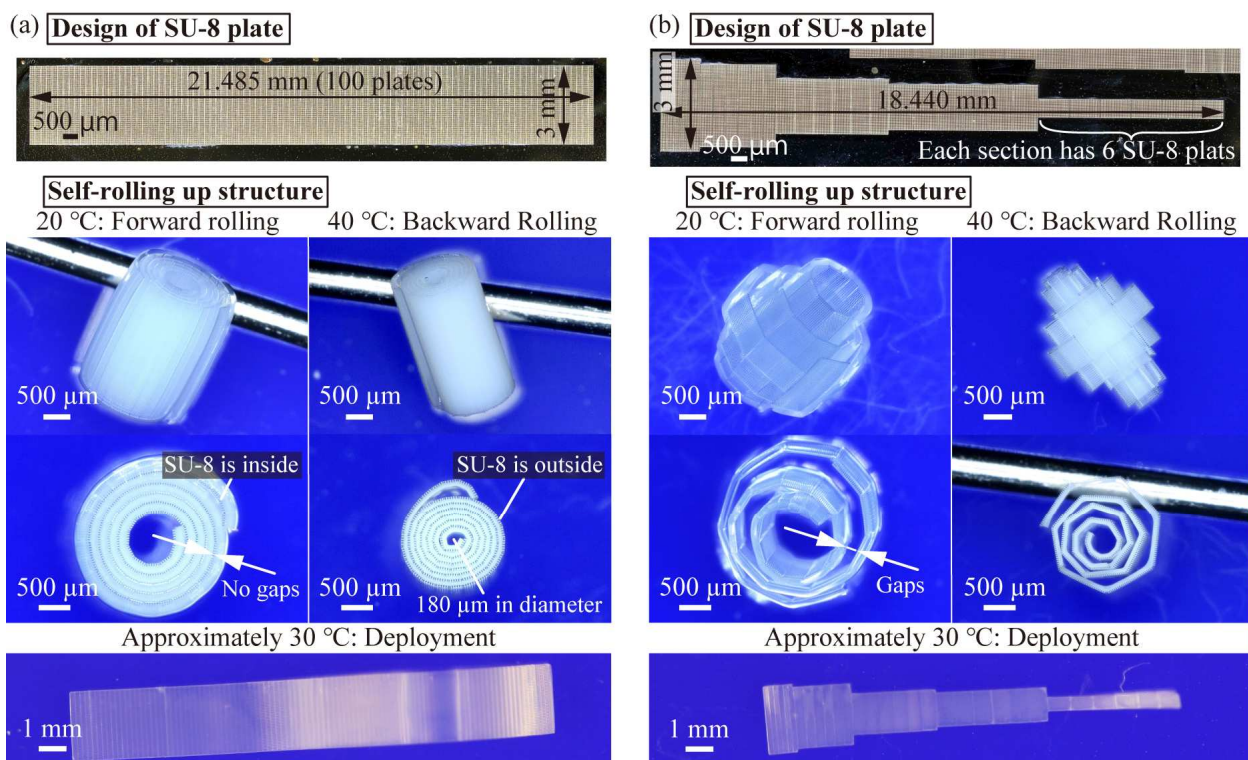 (a) Design of SU-8 plate
21.485 mm (100 plates)
3 mm
500 μm
Self-rolling up structure
20 °C: Forward rolling
40 °C: Backward Rolling
500 µm
500 µm
SU-8 is inside
SU-8 is outside
500 µm
No gaps
500 µm
180 µm in diameter
Approximately 30 °C: Deployment
1 mm
(b) Design of SU-8 plate
3 mm
18.440 mm
500 μm
Each section has 6 SU-8 plats
Self-rolling up structure
20 °C: Forward rolling
40 °C: Backward Rolling
500 µm
500 µm
500 µm
Gaps
500 µm
Approximately 30 °C: Deployment
1 mm